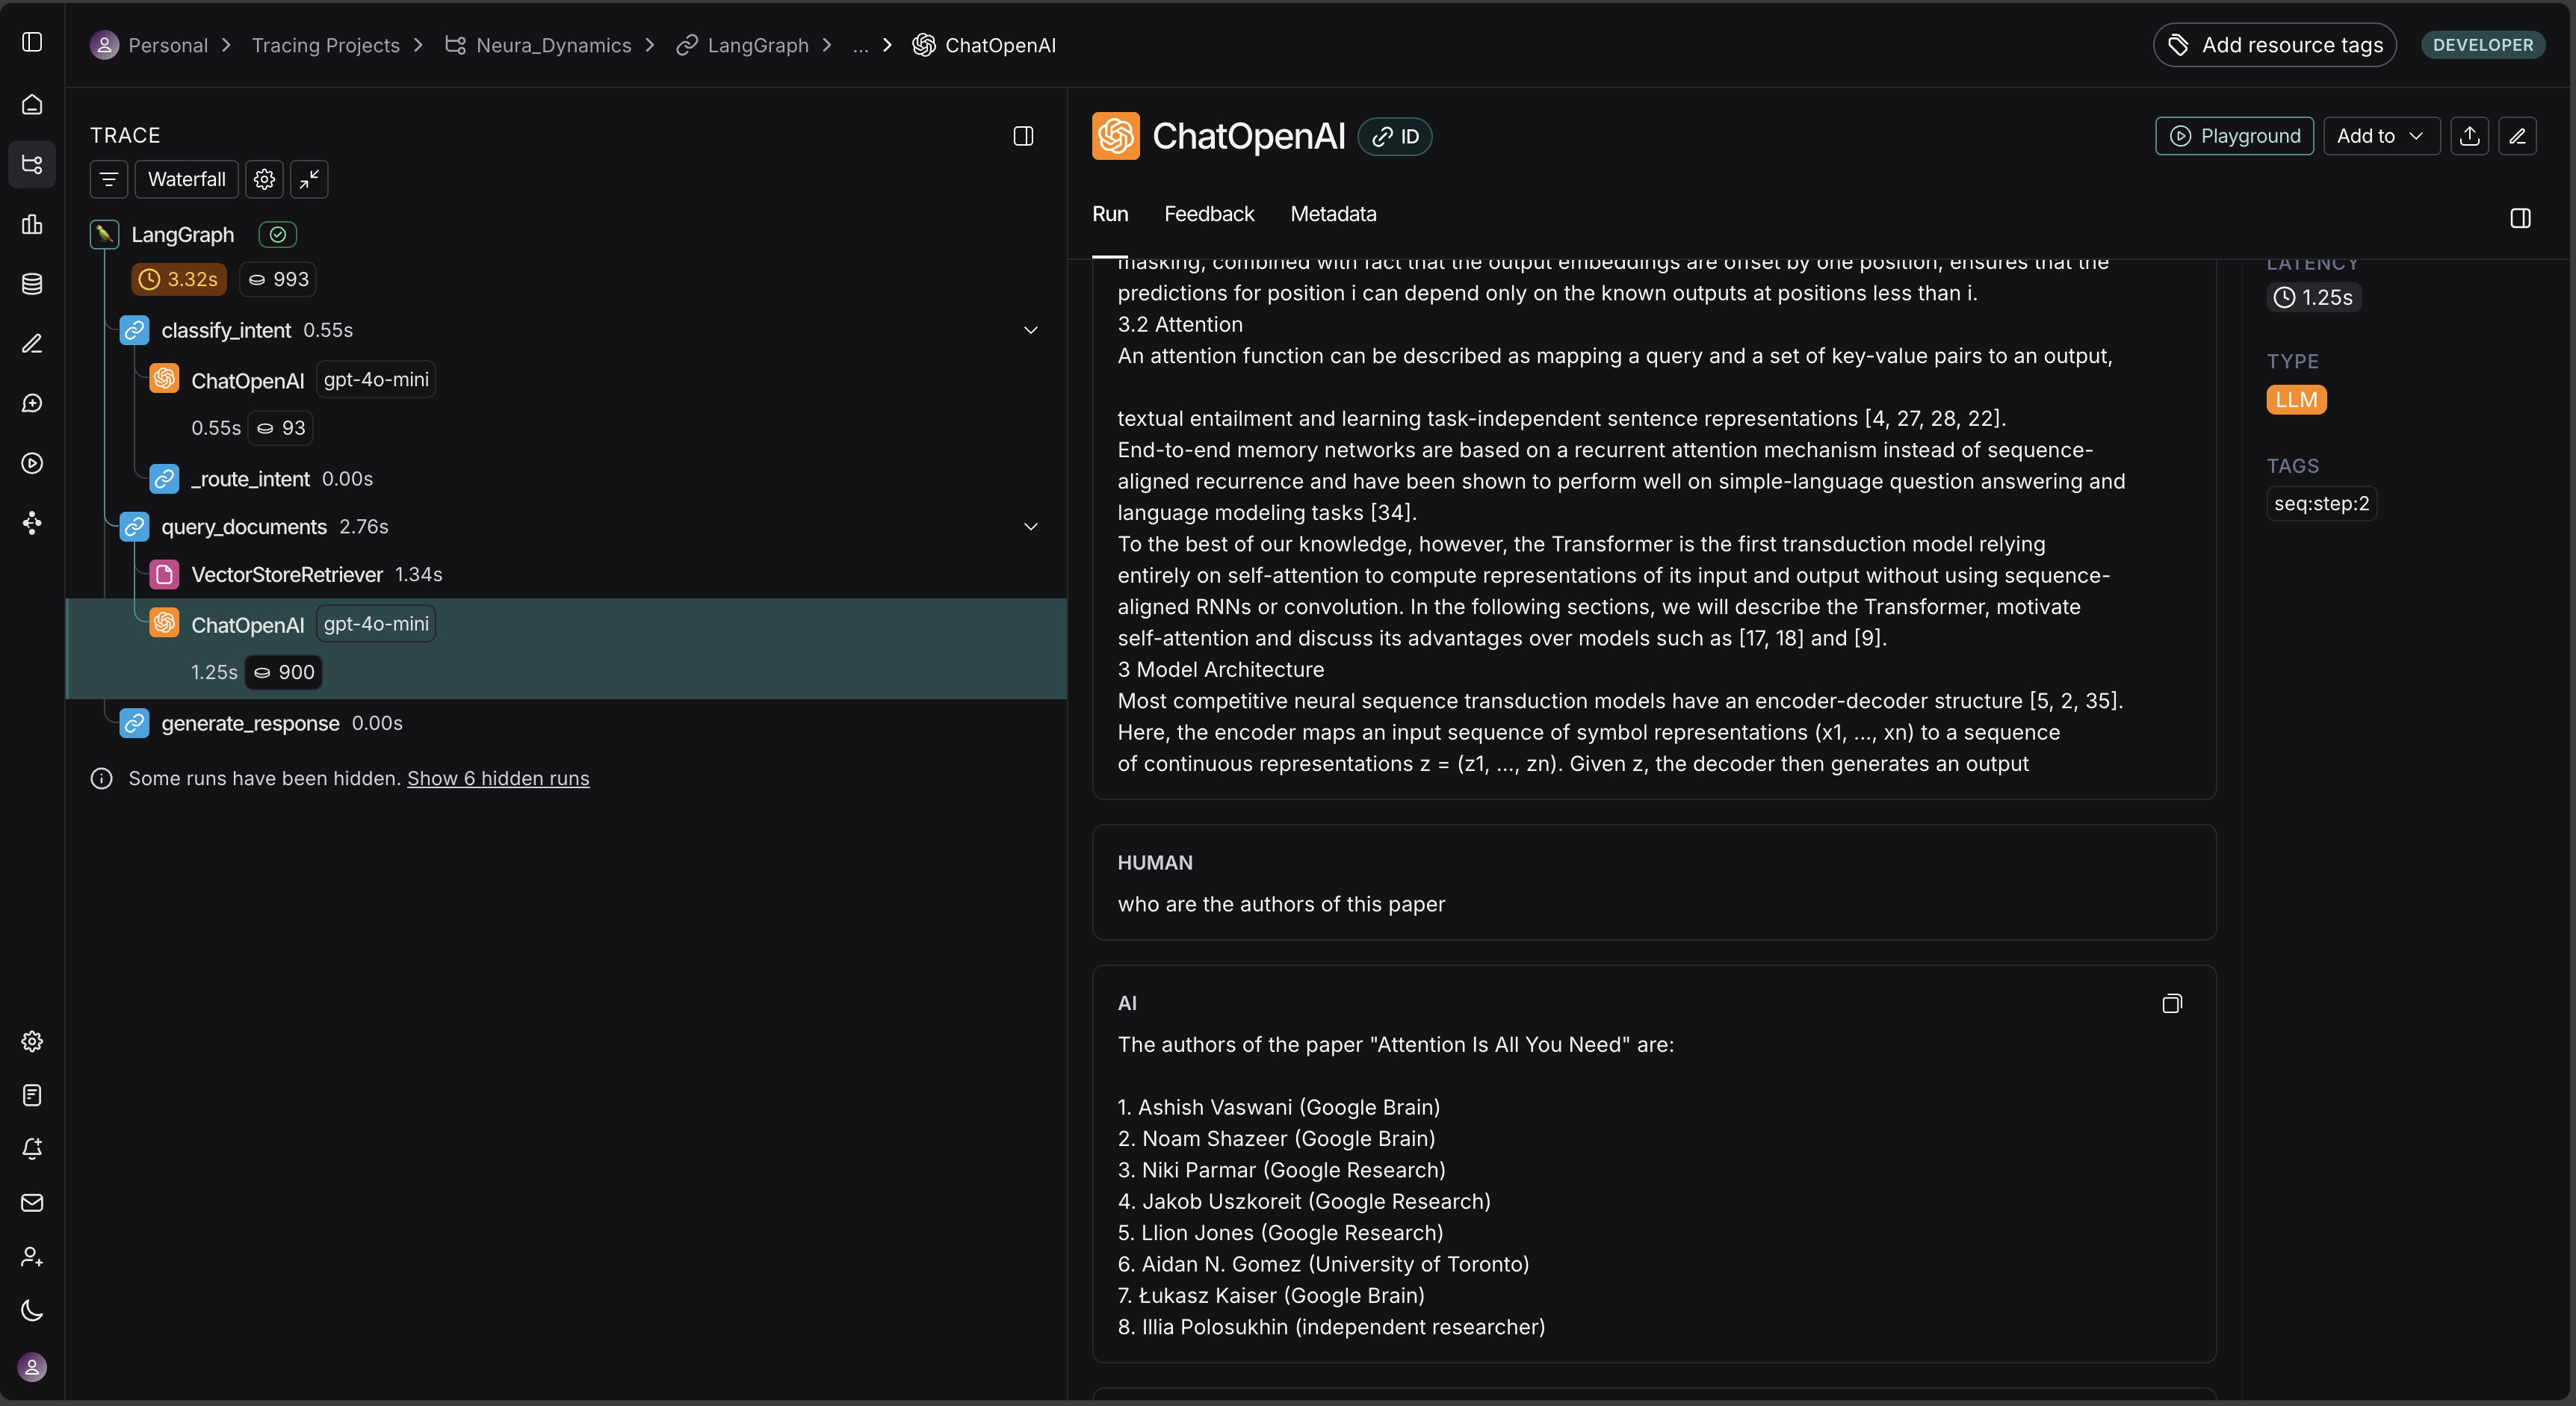 Personal > Tracing Projects > Neura_Dynamics > LangGraph > ... > ChatOpenAI
Add resource tags
DEVELOPER
TRACE
Waterfall
LangGraph
3.32s 993
classify_intent 0.55s
ChatOpenAI gpt-4o-mini
0.55s 93
_route_intent 0.00s
query_documents 2.76s
VectorStoreRetriever 1.34s
ChatOpenAI gpt-4o-mini
1.25s 900
generate_response 0.00s
Some runs have been hidden. Show 6 hidden runs
ChatOpenAI ID
Playground
Add to
Run Feedback Metadata
masking, combined with fact that the output embeddings are offset by one position, ensures that the
predictions for position i can depend only on the known outputs at positions less than i.
3.2 Attention
An attention function can be described as mapping a query and a set of key-value pairs to an output,
textual entailment and learning task-independent sentence representations [4, 27, 28, 22].
End-to-end memory networks are based on a recurrent attention mechanism instead of sequence-
aligned recurrence and have been shown to perform well on simple-language question answering and
language modeling tasks [34].
To the best of our knowledge, however, the Transformer is the first transduction model relying
entirely on self-attention to compute representations of its input and output without using sequence-
aligned RNNs or convolution. In the following sections, we will describe the Transformer, motivate
self-attention and discuss its advantages over models such as [17, 18] and [9].
3 Model Architecture
Most competitive neural sequence transduction models have an encoder-decoder structure [5, 2, 35].
Here, the encoder maps an input sequence of symbol representations (x1, ..., xn) to a sequence
of continuous representations z = (z1, ..., zn). Given z, the decoder then generates an output
HUMAN
who are the authors of this paper
AI
The authors of the paper "Attention Is All You Need" are:
1. Ashish Vaswani (Google Brain)
2. Noam Shazeer (Google Brain)
3. Niki Parmar (Google Research)
4. Jakob Uszkoreit (Google Research)
5. Llion Jones (Google Research)
6. Aidan N. Gomez (University of Toronto)
7. Łukasz Kaiser (Google Brain)
8. Illia Polosukhin (independent researcher)
LATENCY
1.25s
TYPE
LLM
TAGS
seq:step:2